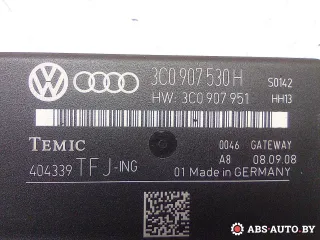 3C0 907 530 H S0142
HW: 3C0 907 951 HH13
TEMIC 0046 GATEWAY
A8 08.09.08
404339 TFJ-ING 01 Made in GERMANY
ABS-AUTO.BY